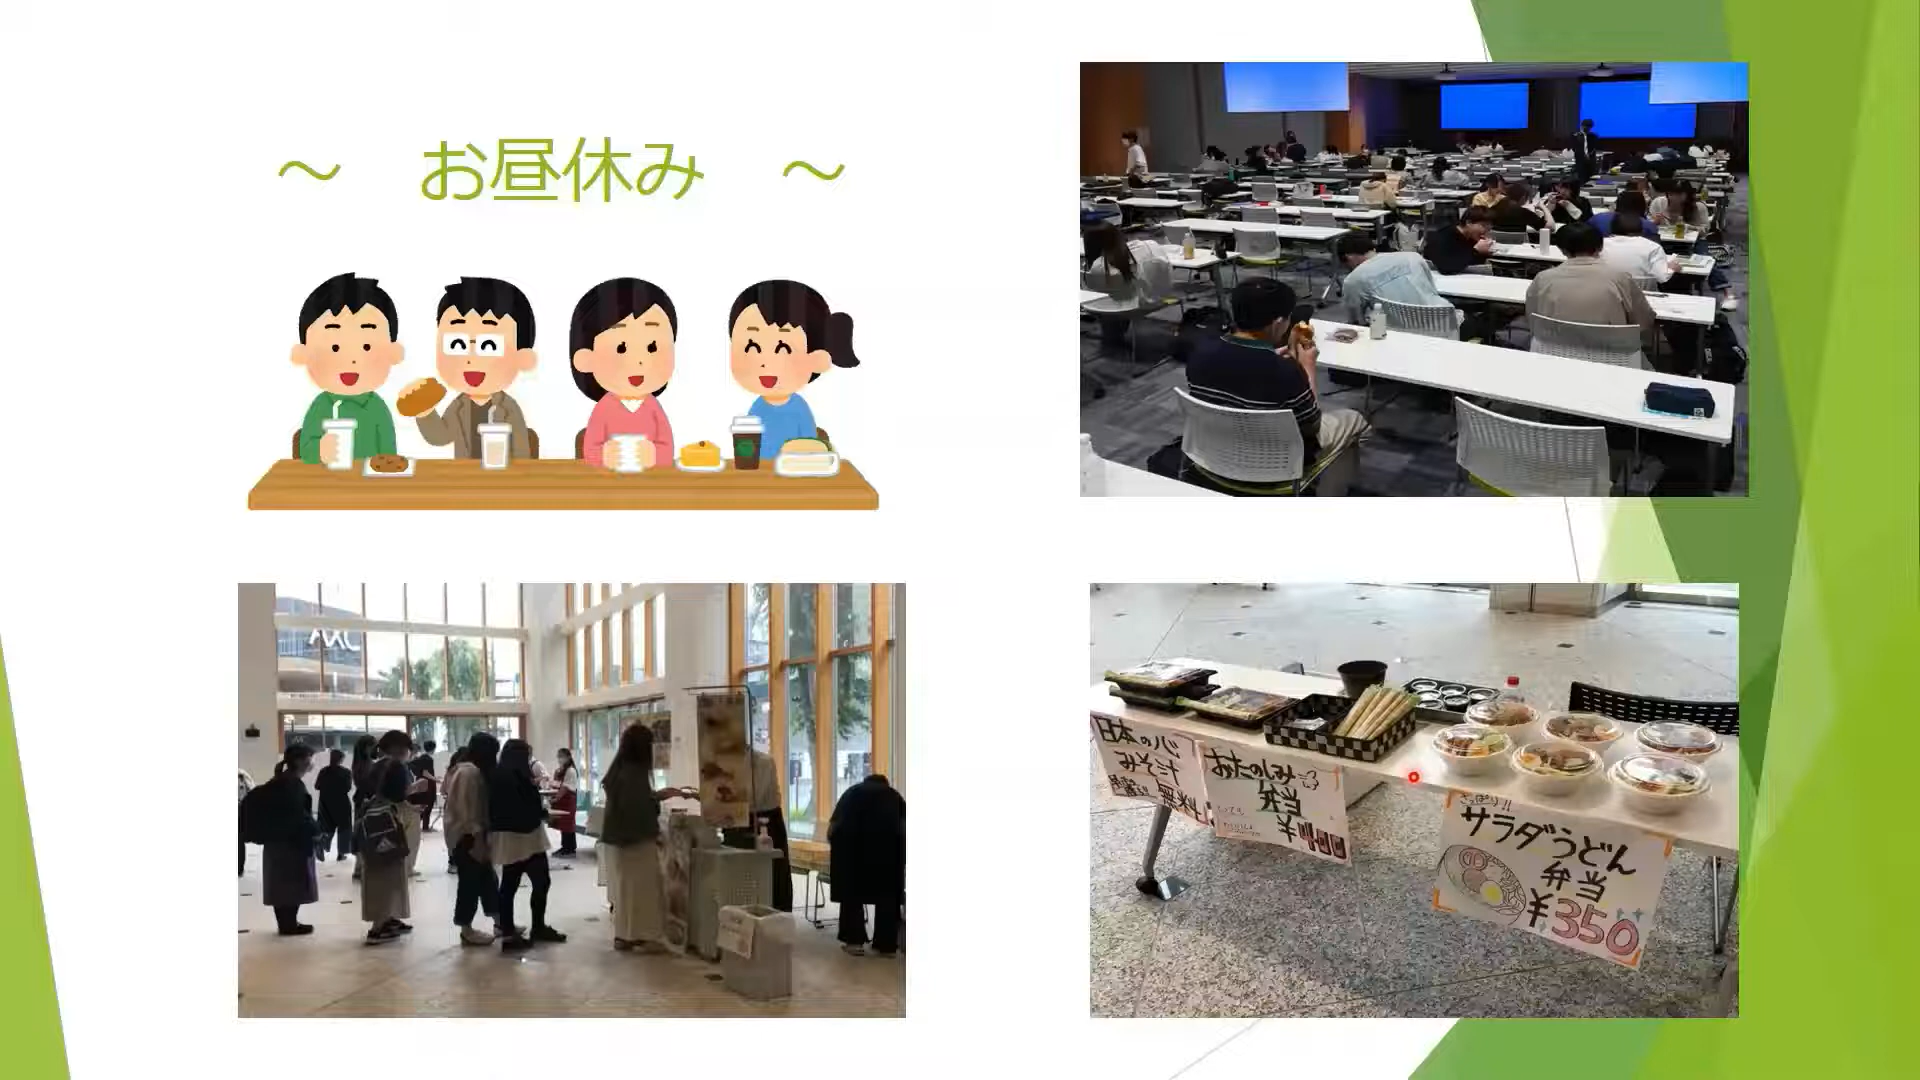 ～　お昼休み　～
日本の心
みそ汁
無料
おたのしみ
弁当
¥400
さっぱり!!
サラダうどん
弁当
¥350